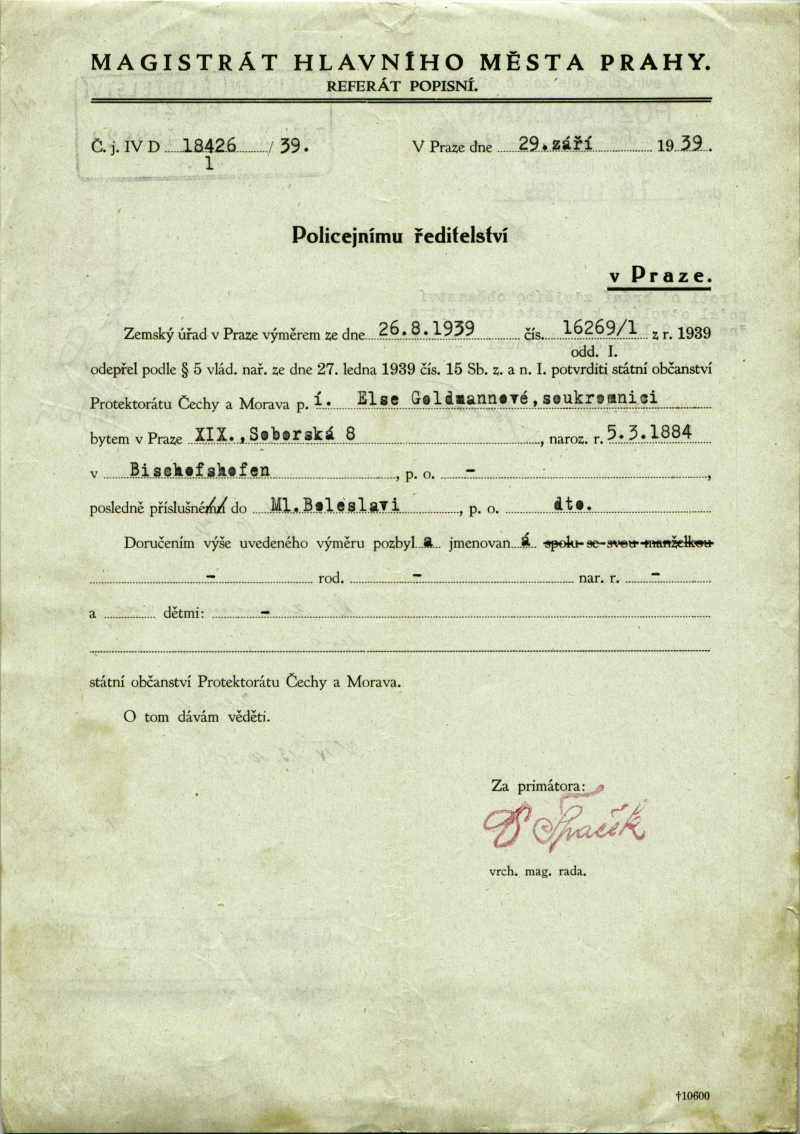 MAGISTRÁT HLAVNÍHO MĚSTA PRAHY.
REFERÁT POPISNÍ.
Č. j. IV D 18426 / 39. V Praze dne 29. září 19 39.
1
Policejnímu ředitelství
v Praze.
Zemský úřad v Praze výměrem ze dne 26.8.1939 čís. 16269/1 z r. 1939
odd. I.
odepřel podle § 5 vlád. nař. ze dne 27. ledna 1939 čís. 15 Sb. z. a n. I. potvrditi státní občanství
Protektorátu Čechy a Morava p. í. Else Goldmannové, soukromnici
bytem v Praze XIX., Soborská 8, naroz. r. 5.3.1884
v Bischofshofen, p. o. -,
posledně příslušné do Ml.Boleslavi, p. o. dto.
Doručením výše uvedeného výměru pozbyl a jmenovan á spolu se svou manželkou
- rod. - nar. r. -
a dětmi: -
státní občanství Protektorátu Čechy a Morava.
O tom dávám věděti.
Za primátora:
vrch. mag. rada.
†10600